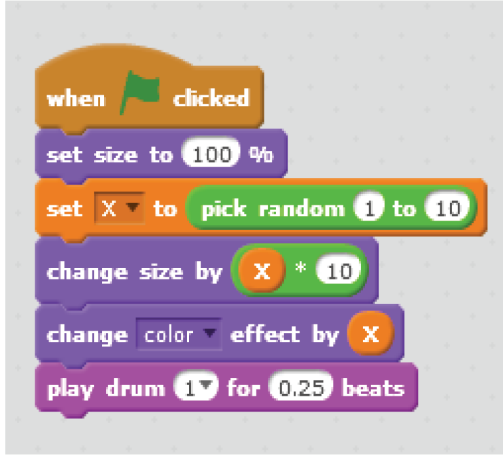 when clicked
set size to 100 %
set X to pick random 1 to 10
change size by X * 10
change color effect by X
play drum 1 for 0.25 beats